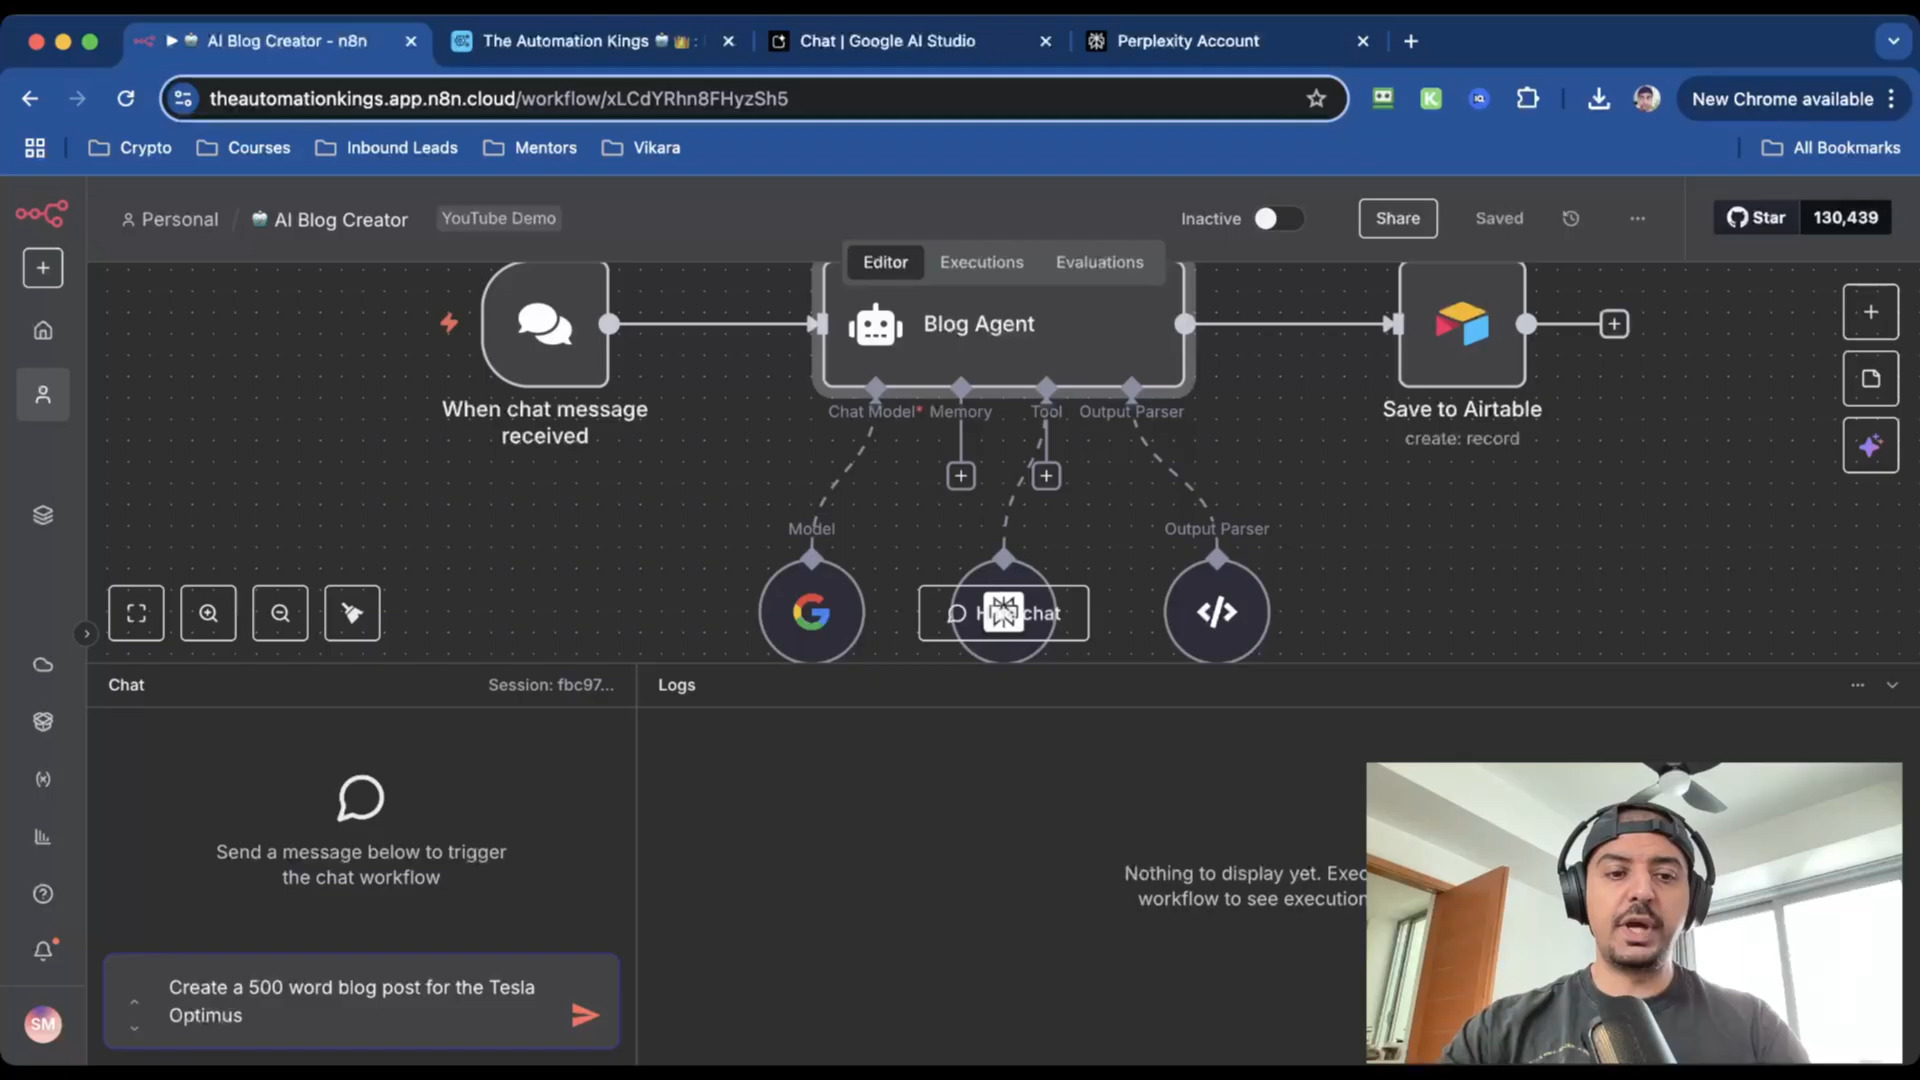 AI Blog Creator - n8n
The Automation Kings
Chat | Google AI Studio
Perplexity Account
theautomationkings.app.n8n.cloud/workflow/xLCdYRhn8FHyzSh5
New Chrome available
Crypto
Courses
Inbound Leads
Mentors
Vikara
All Bookmarks
Personal / AI Blog Creator
YouTube Demo
Inactive
Share
Saved
Star
130,439
Editor
Executions
Evaluations
Blog Agent
When chat message
received
Chat Model*
Memory
Tool
Output Parser
Save to Airtable
create: record
Model
Output Parser
chat
Chat
Session: fbc97...
Logs
Send a message below to trigger
the chat workflow
Nothing to display yet.
workflow to see execution
Create a 500 word blog post for the Tesla
Optimus
SM